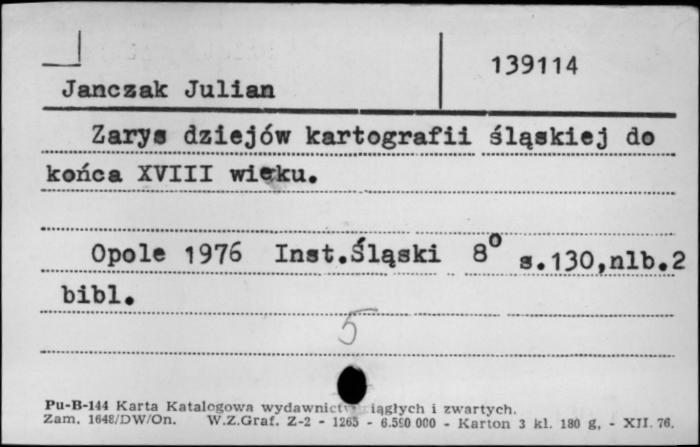 139114
Janczak Julian
Zarys dziejów kartografii śląskiej do
końca XVIII wieku.
Opole 1976 Inst.Śląski 8° s.130,nlb.2
bibl.
5
Pu-B-144 Karta Katalogowa wydawnictw ciągłych i zwartych.
Zam. 1648/DW/On. W.Z.Graf. Z-2 - 1265 - 6.550 000 - Karton 3 kl. 180 g, - XII. 76.